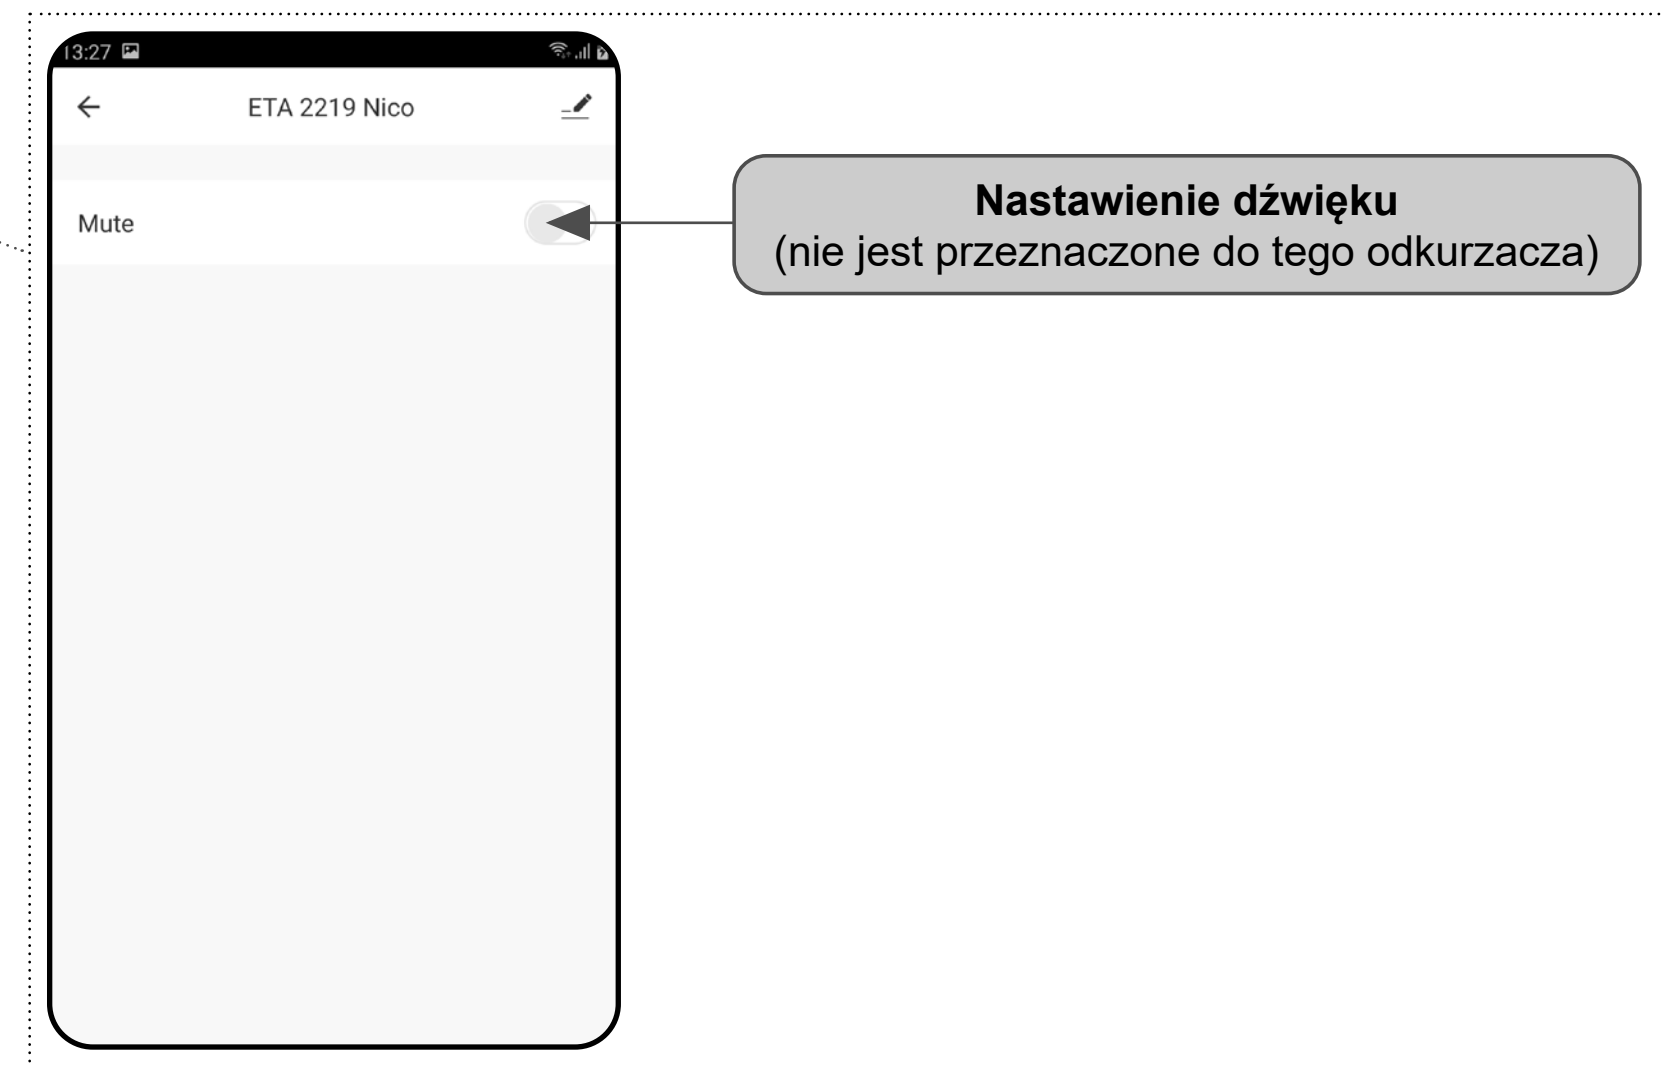 13:27
ETA 2219 Nico
Mute
Nastawienie dźwięku
(nie jest przeznaczone do tego odkurzacza)